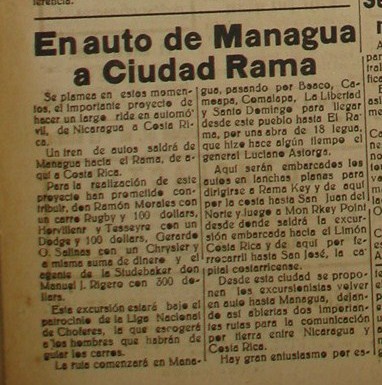 En auto de Managua
a Ciudad Rama
Se planea en estos momen-
tos, el importante proyecto de
hacer un largo ride en automó-
vil, de Nicaragua a Costa Ri-
ca.
Un tren de autos saldrá de
Managua hacia el Rama, de a-
quí a Costa Rica.
Para la realización de este
proyecto han prometido con-
tribuir, don Ramón Morales con
un carro Rugby y 100 dollars,
Horvilleur y Tesseyre con un
Dodge y 100 dollars, Gerardo
O. Salinas con un Chrysler y
a misma suma de dinero y el
agente de la Studebaker don
Manuel J. Rigero con 500 do-
llars.
Esta excursión estará bajo el
patrocinio de la Liga Nacional
de Choferes, la que escogerá
a los hombres que habrán de
guiar los carros.
La ruta comenzará en Mana-
gua, pasando por Boaco, Ca-
moapa, Comalapa, La Libertad
y Santo Domingo para llegar
desde este pueblo hasta El Ra-
ma, por una abra de 18 legua,
que hizo hace algún tiempo el
general Luciano Astorga.
Aquí serán embarcados los
autos en lanchas planas para
dirigirse a Rama Key y de aquí
por la costa hasta San Juan del
Norte y luego a Mon Rkey Point
desde donde saldrá la excur-
sión embarcada hacia el Limón
Costa Rica y de aquí por fe-
rrocarril hasta San José, la ca-
pital costarricense.
Desde esta ciudad se propo-
nen los excursionistas volver
en auto hasta Managua, dejan-
do así abiertas dos importan-
tes rutas para la comunicación
por tierra entre Nicaragua y
Costa Rica.
Hay gran entusiasmo por es-